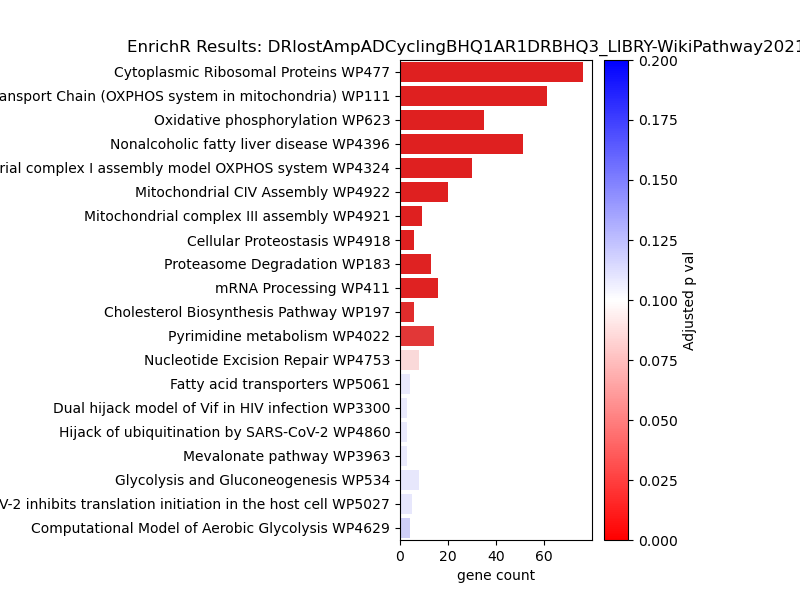 EnrichR Results: DRlostAmpADCyclingBHQ1AR1DRBHQ3_LIBRY-WikiPathway2021
Cytoplasmic Ribosomal Proteins WP477
ansport Chain (OXPHOS system in mitochondria) WP111
Oxidative phosphorylation WP623
Nonalcoholic fatty liver disease WP4396
rial complex I assembly model OXPHOS system WP4324
Mitochondrial CIV Assembly WP4922
Mitochondrial complex III assembly WP4921
Cellular Proteostasis WP4918
Proteasome Degradation WP183
mRNA Processing WP411
Cholesterol Biosynthesis Pathway WP197
Pyrimidine metabolism WP4022
Nucleotide Excision Repair WP4753
Fatty acid transporters WP5061
Dual hijack model of Vif in HIV infection WP3300
Hijack of ubiquitination by SARS-CoV-2 WP4860
Mevalonate pathway WP3963
Glycolysis and Gluconeogenesis WP534
V-2 inhibits translation initiation in the host cell WP5027
Computational Model of Aerobic Glycolysis WP4629
0 20 40 60
gene count
0.200
0.175
0.150
0.125
0.100
0.075
0.050
0.025
0.000
Adjusted p val